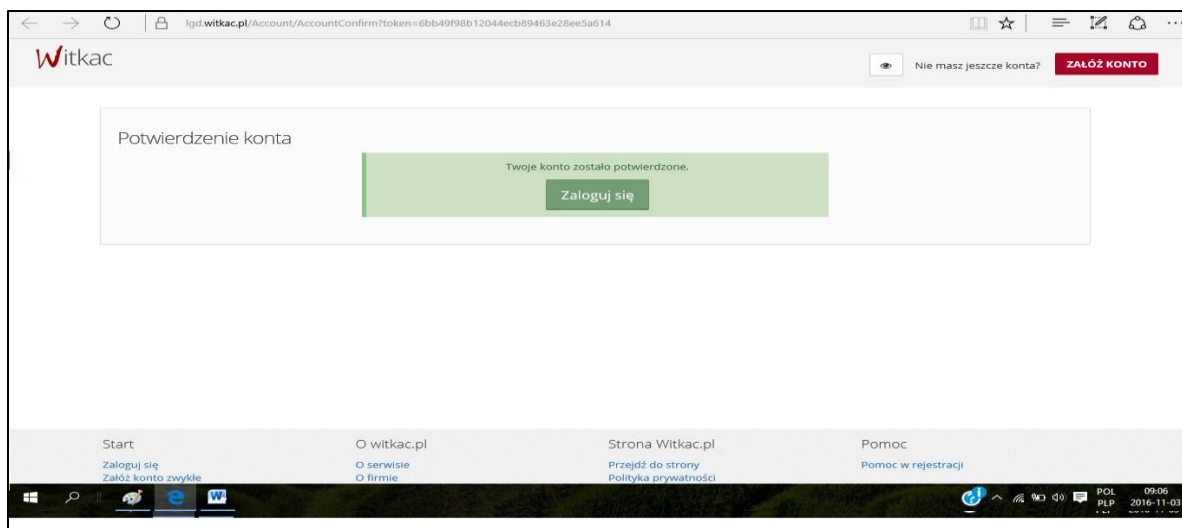 lgd.witkac.pl/Account/AccountConfirm?token=6bb49f98b12044ecb89463e28ee5a614
Witkac
Nie masz jeszcze konta?
ZAŁÓŻ KONTO
Potwierdzenie konta
Twoje konto zostało potwierdzone.
Zaloguj się
Start
O witkac.pl
Strona Witkac.pl
Pomoc
Zaloguj się
O serwisie
Przejdź do strony
Pomoc w rejestracji
Załóż konto zwykłe
O firmie
Polityka prywatności
POL
09:06
PLP
2016-11-03